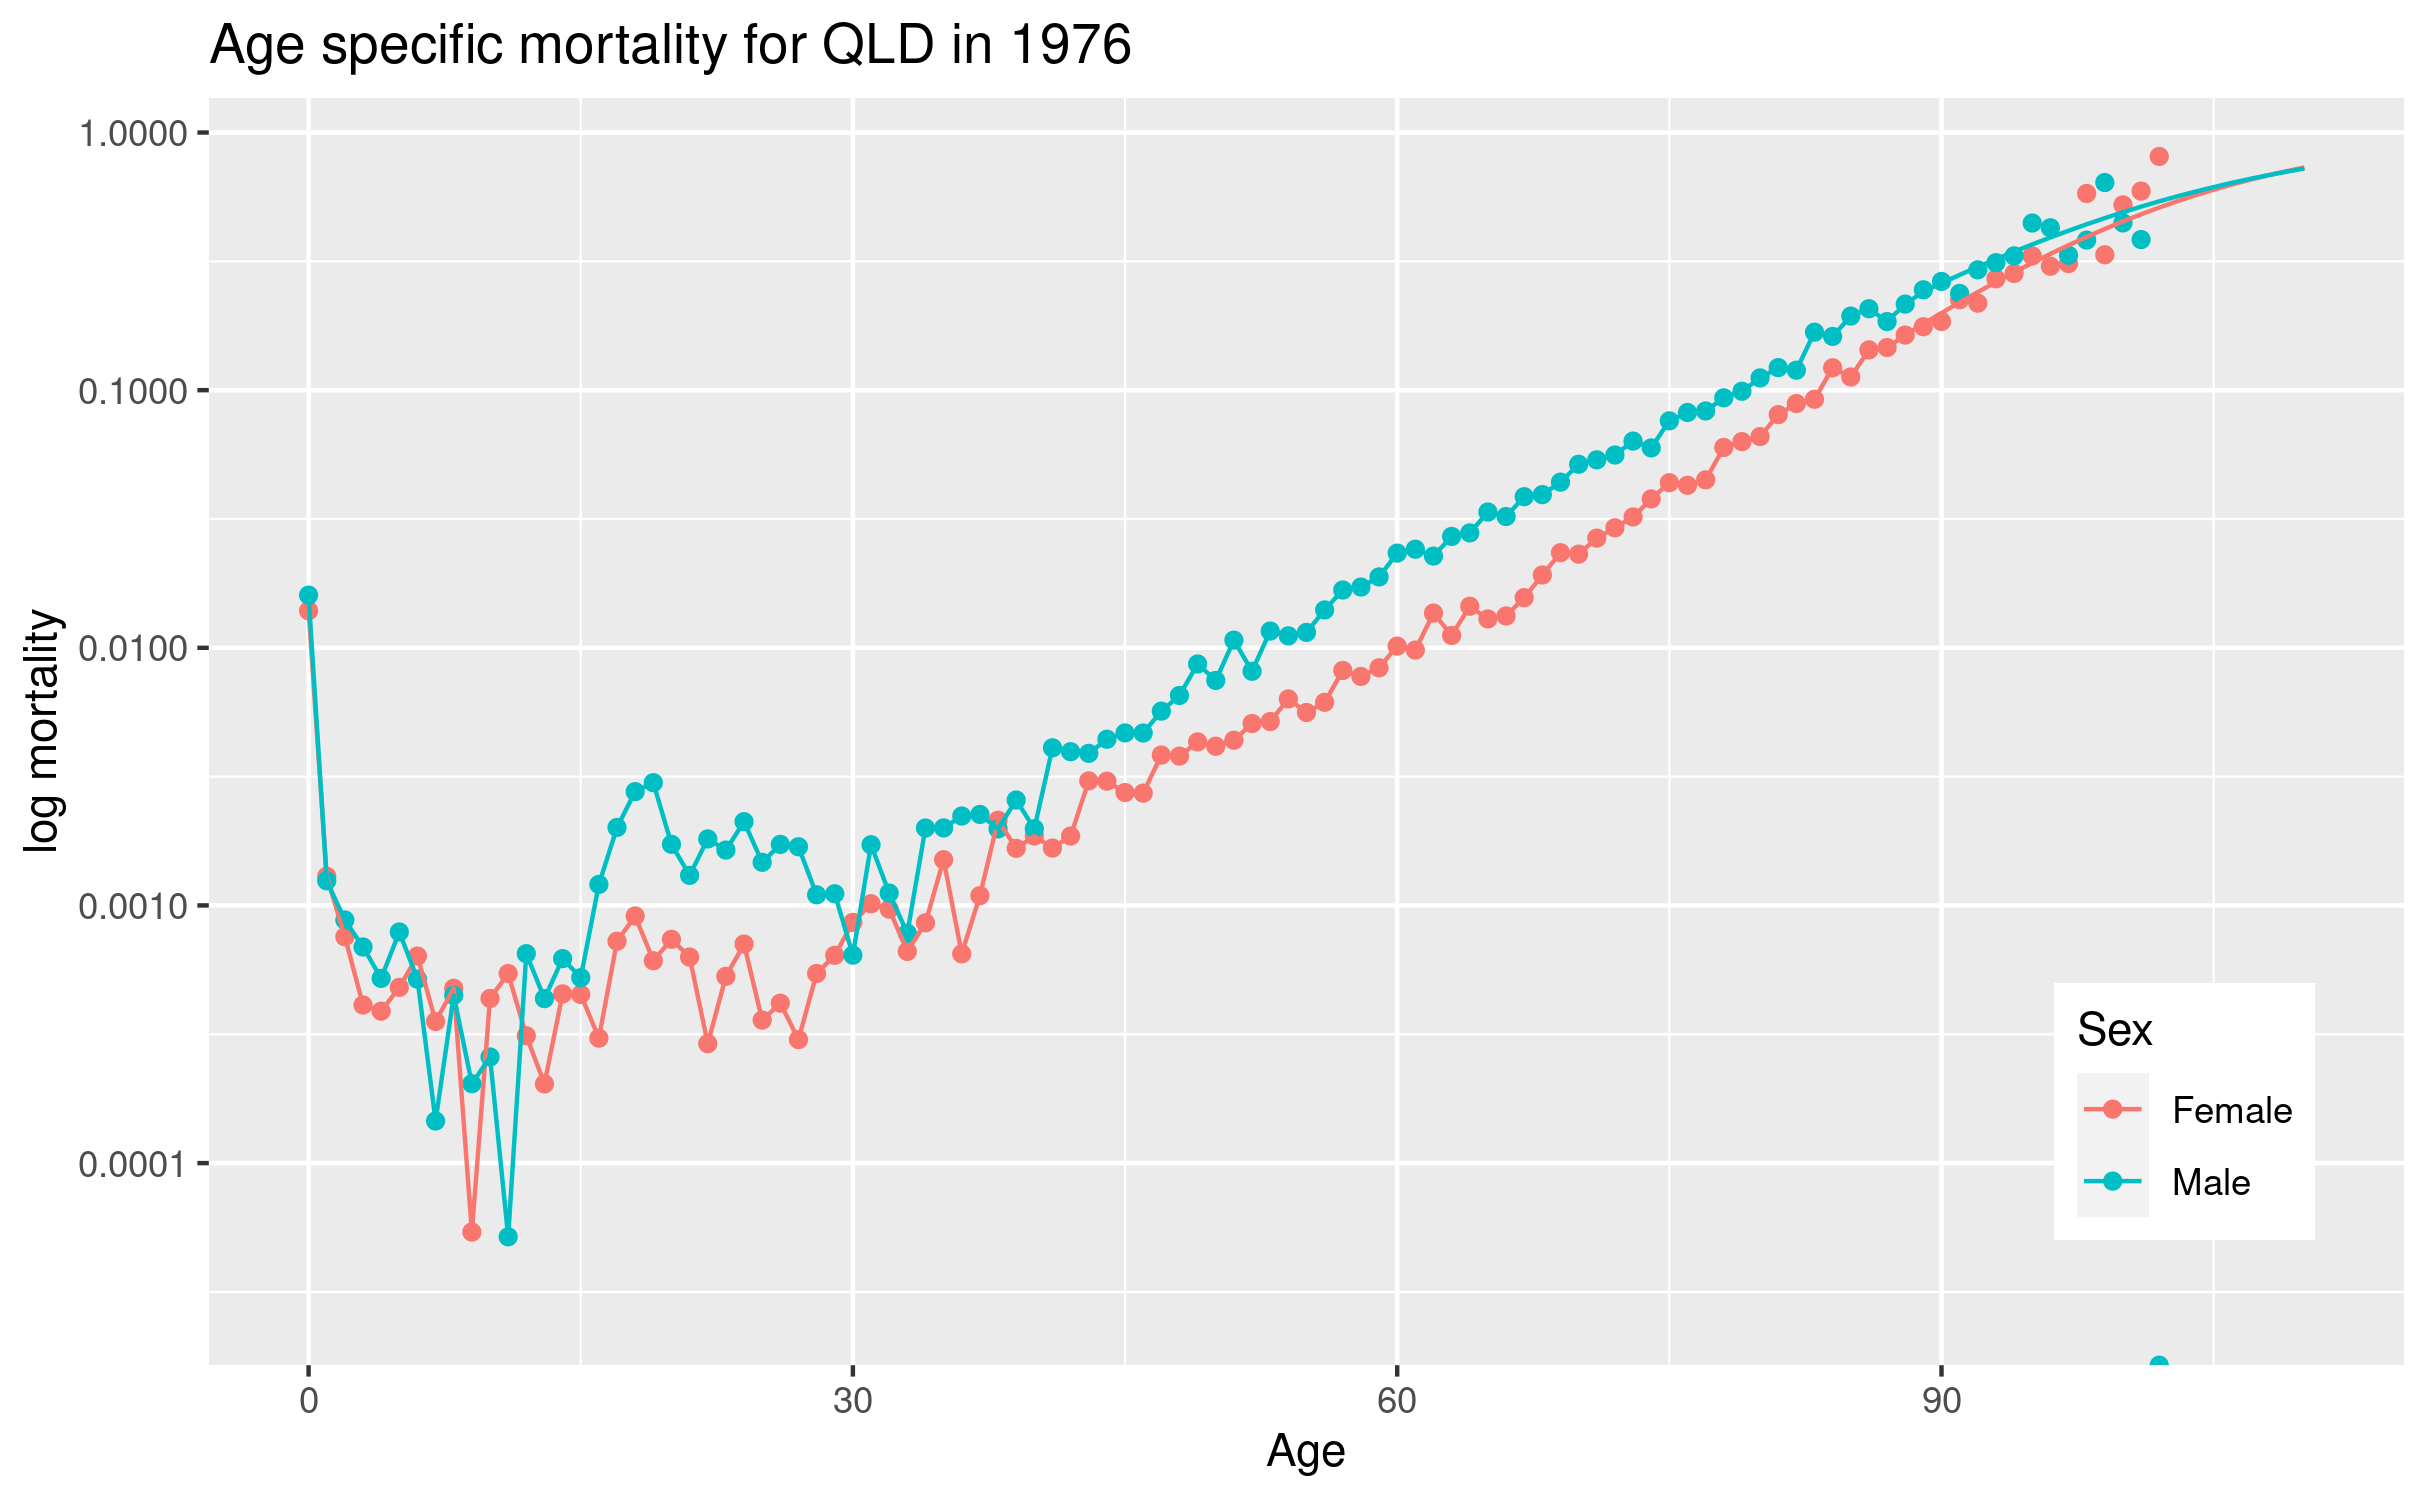 Age specific mortality for QLD in 1976
1.0000
0.1000
0.0100
0.0010
0.0001
log mortality
0 30 60 90
Age
Sex
Female
Male